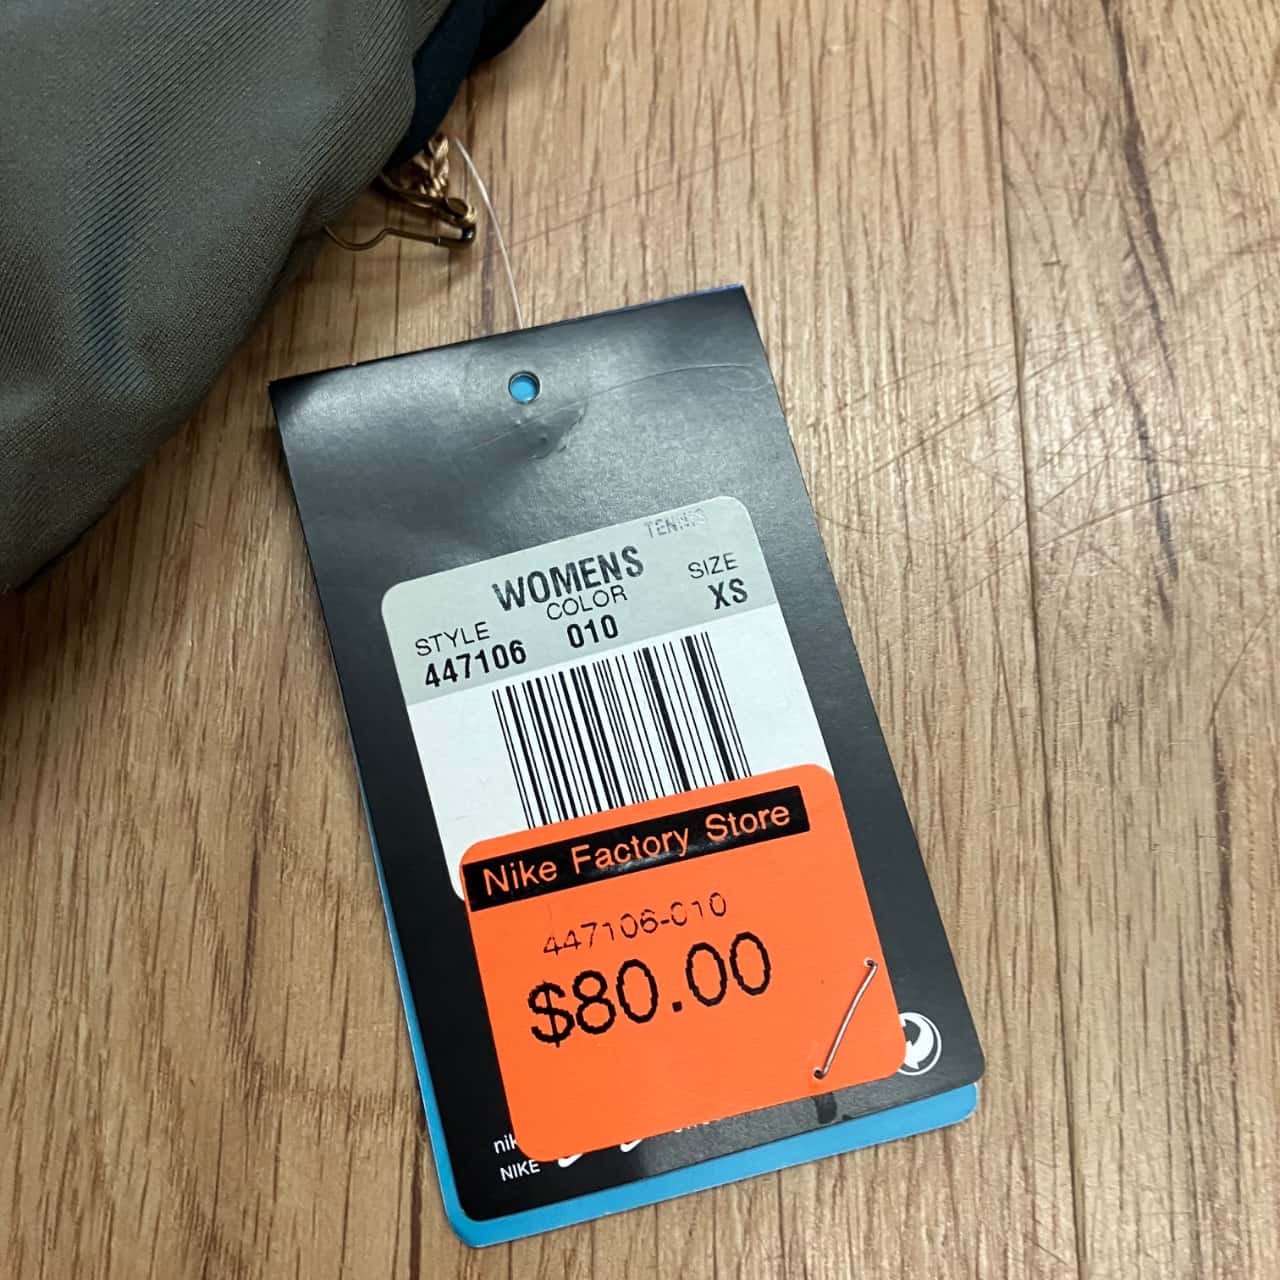 TENNIS
WOMENS
STYLE COLOR SIZE
447106 010 XS
Nike Factory Store
447106-010
$80.00
NIKE